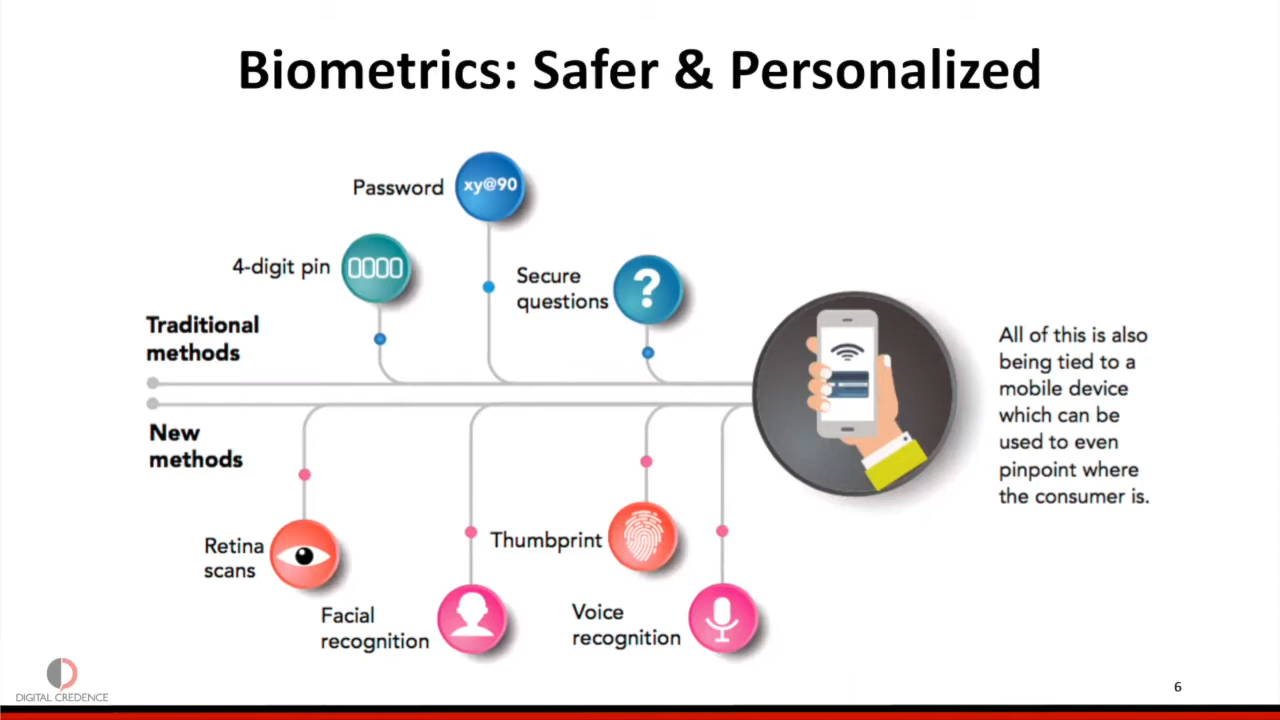 Biometrics: Safer & Personalized
Password
xy@90
4-digit pin
0000
Secure
questions
?
Traditional
methods
New
methods
Retina
scans
Facial
recognition
Thumbprint
Voice
recognition
All of this is also
being tied to a
mobile device
which can be
used to even
pinpoint where
the consumer is.
DIGITAL CREDENCE
6